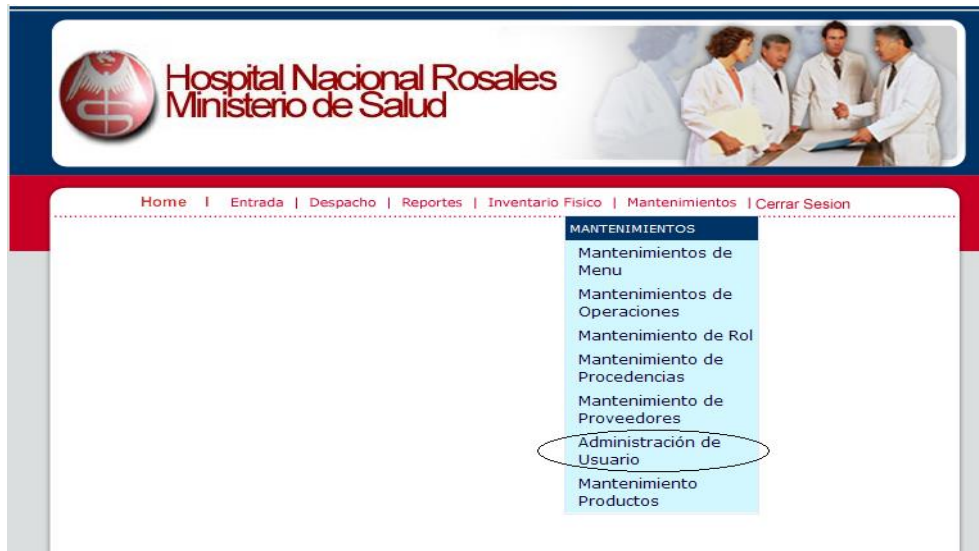 Hospital Nacional Rosales
Ministerio de Salud
Home | Entrada | Despacho | Reportes | Inventario Fisico | Mantenimientos | Cerrar Sesion
MANTENIMIENTOS
Mantenimientos de
Menu
Mantenimientos de
Operaciones
Mantenimiento de Rol
Mantenimiento de
Procedencias
Mantenimiento de
Proveedores
Administración de
Usuario
Mantenimiento
Productos